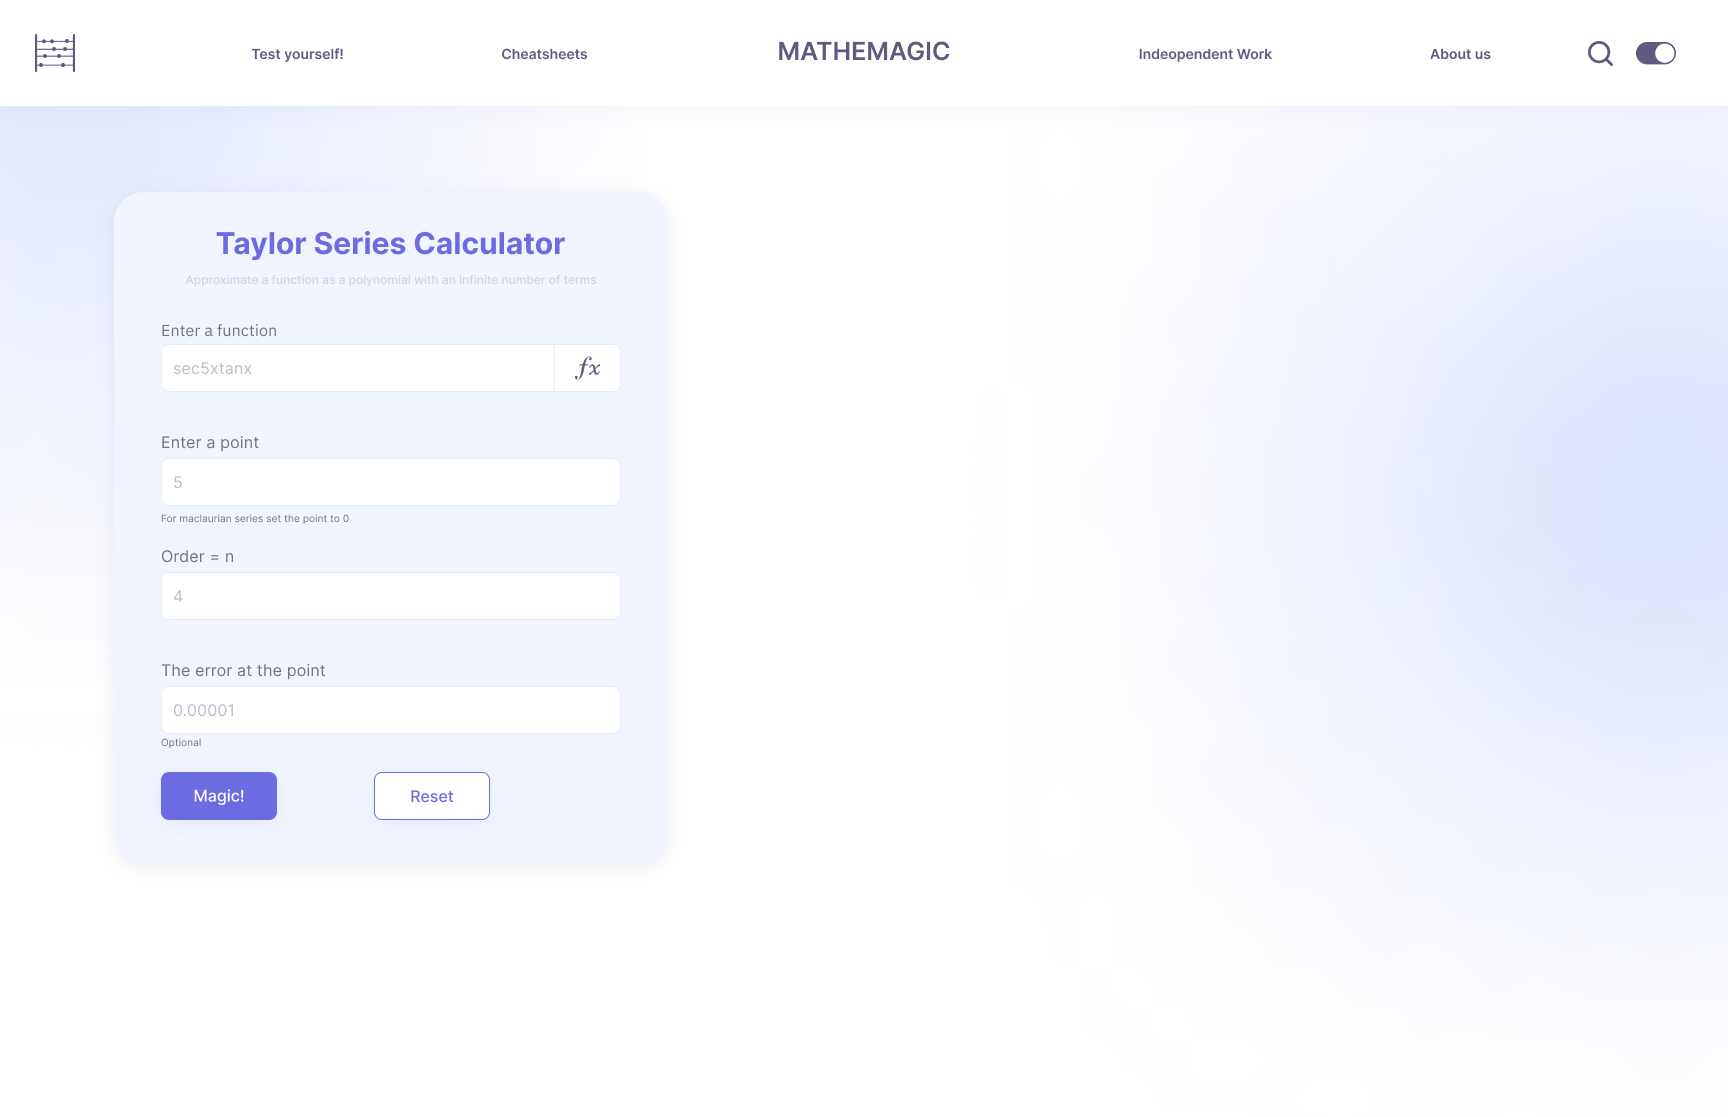 Test yourself!
Cheatsheets
MATHEMAGIC
Indeopendent Work
About us
Taylor Series Calculator
Approximate a function as a polynomial with an infinite number of terms
Enter a function
sec5xtanx
fx
Enter a point
5
For maclaurian series set the point to 0
Order = n
4
The error at the point
0.00001
Optional
Magic!
Reset